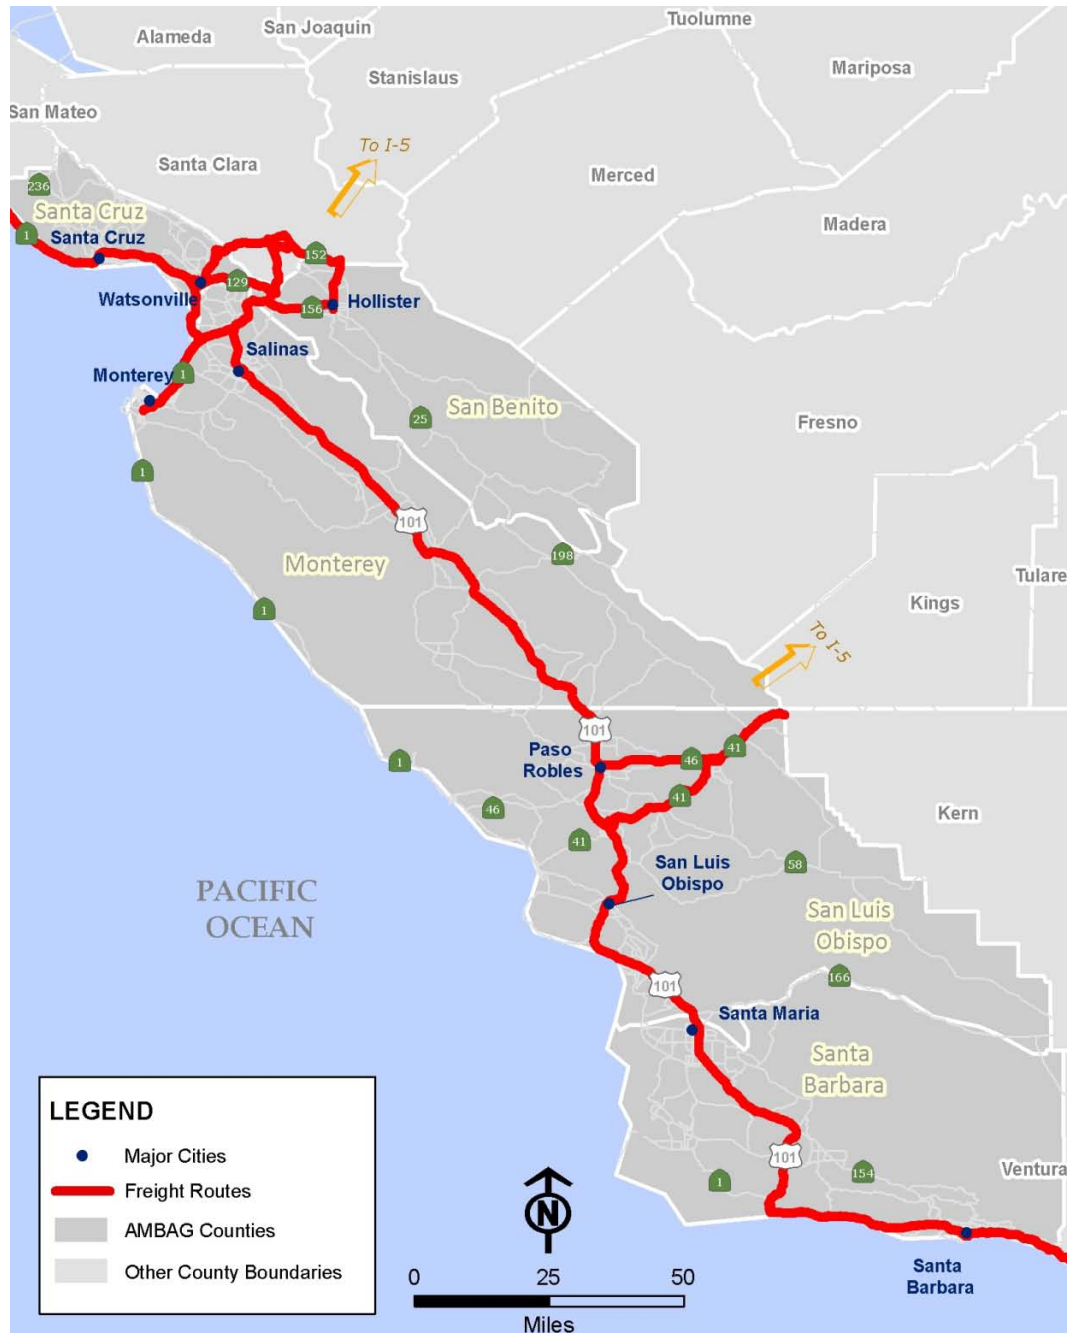 Tuolumne
San Joaquin
Alameda
Stanislaus
Mariposa
San Mateo
To I-5
Santa Clara
Merced
236
Santa Cruz
Madera
1
Santa Cruz
152
129
Watsonville
Hollister
156
Salinas
Monterey
1
San Benito
25
Fresno
1
101
198
Monterey
Tulare
Kings
1
To I-5
101
Paso
Robles
41
46
1
41
46
Kern
41
San Luis
Obispo
58
PACIFIC
OCEAN
San Luis
Obispo
166
101
Santa Maria
Santa
Barbara
LEGEND
Major Cities
Freight Routes
AMBAG Counties
Other County Boundaries
101
154
1
Ventura
N
0 25 50
Miles
Santa
Barbara